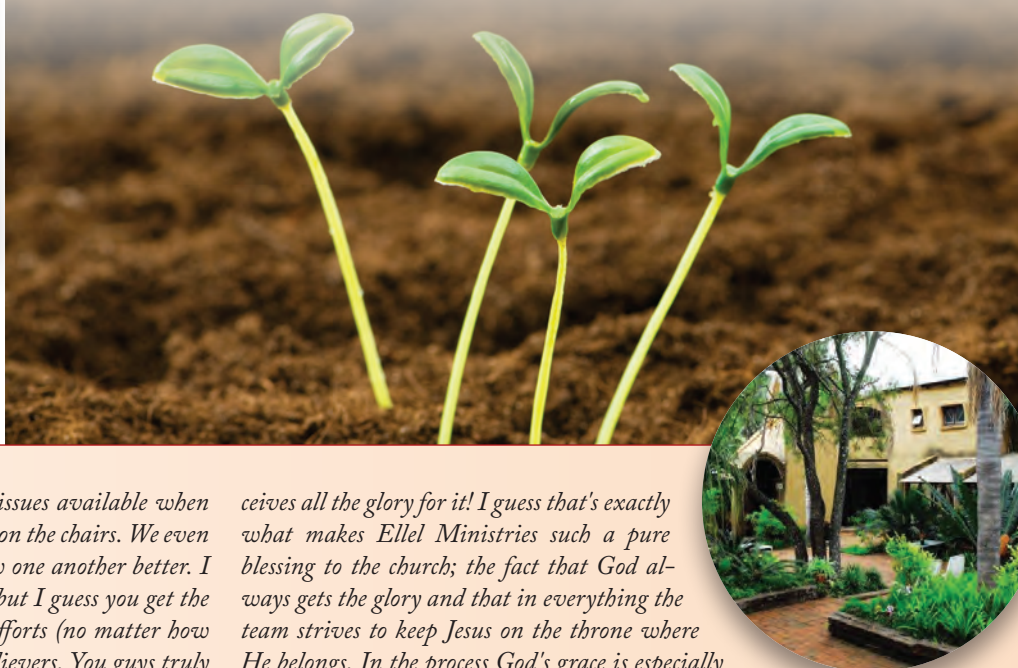 issues available when
on the chairs. We even
one another better. I
but I guess you get the
fforts (no matter how
lievers. You guys truly
ceives all the glory for it! I guess that's exactly
what makes Ellel Ministries such a pure
blessing to the church; the fact that God al-
ways gets the glory and that in everything the
team strives to keep Jesus on the throne where
He belongs. In the process God's grace is especially